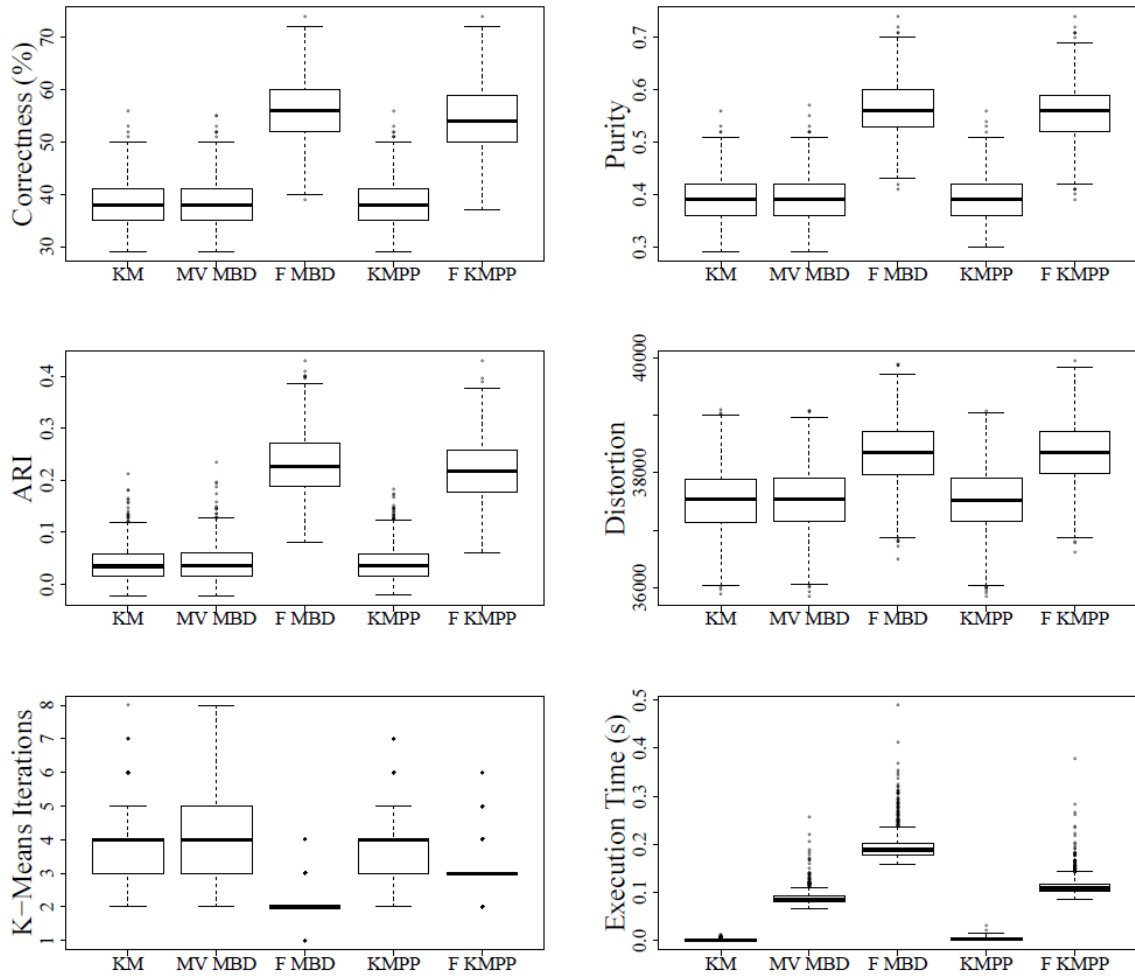 Correctness (%)
70
60
50
40
30
KM MV MBD F MBD KMPP F KMPP
Purity
0.7
0.6
0.5
0.4
0.3
KM MV MBD F MBD KMPP F KMPP
ARI
0.4
0.3
0.2
0.1
0.0
KM MV MBD F MBD KMPP F KMPP
Distortion
40000
38000
36000
KM MV MBD F MBD KMPP F KMPP
K−Means Iterations
8
7
6
5
4
3
2
1
KM MV MBD F MBD KMPP F KMPP
Execution Time (s)
0.5
0.4
0.3
0.2
0.1
0.0
KM MV MBD F MBD KMPP F KMPP